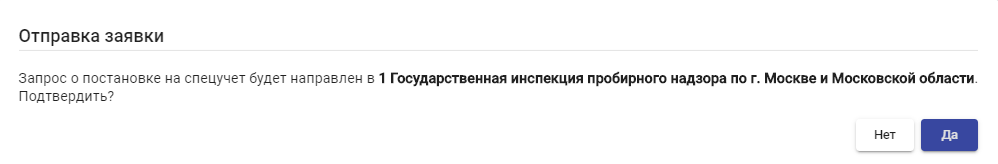 Отправка заявки
Запрос о постановке на спецучет будет направлен в 1 Государственная инспекция пробирного надзора по г. Москве и Московской области.
Подтвердить?
Нет Да